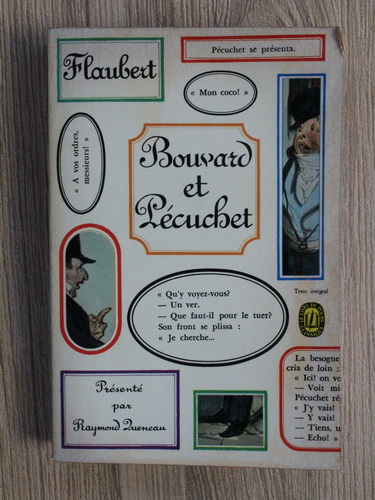 Flaubert
Pécuchet se présenta.
« Mon coco! »
« A vos ordres,
messieurs! »
Bouvard
et
Pécuchet
« Qu'y voyez-vous?
— Un ver.
— Que faut-il pour le tuer?
Son front se plissa :
« Je cherche...
Texte intégral
La besogne
cria de loin :
« Ici! on vo
— Voit mi
Pécuchet ré
« J'y vais!
— Y vais!
— Tiens, u
— Echo! »
Présenté
par
Raymond Queneau